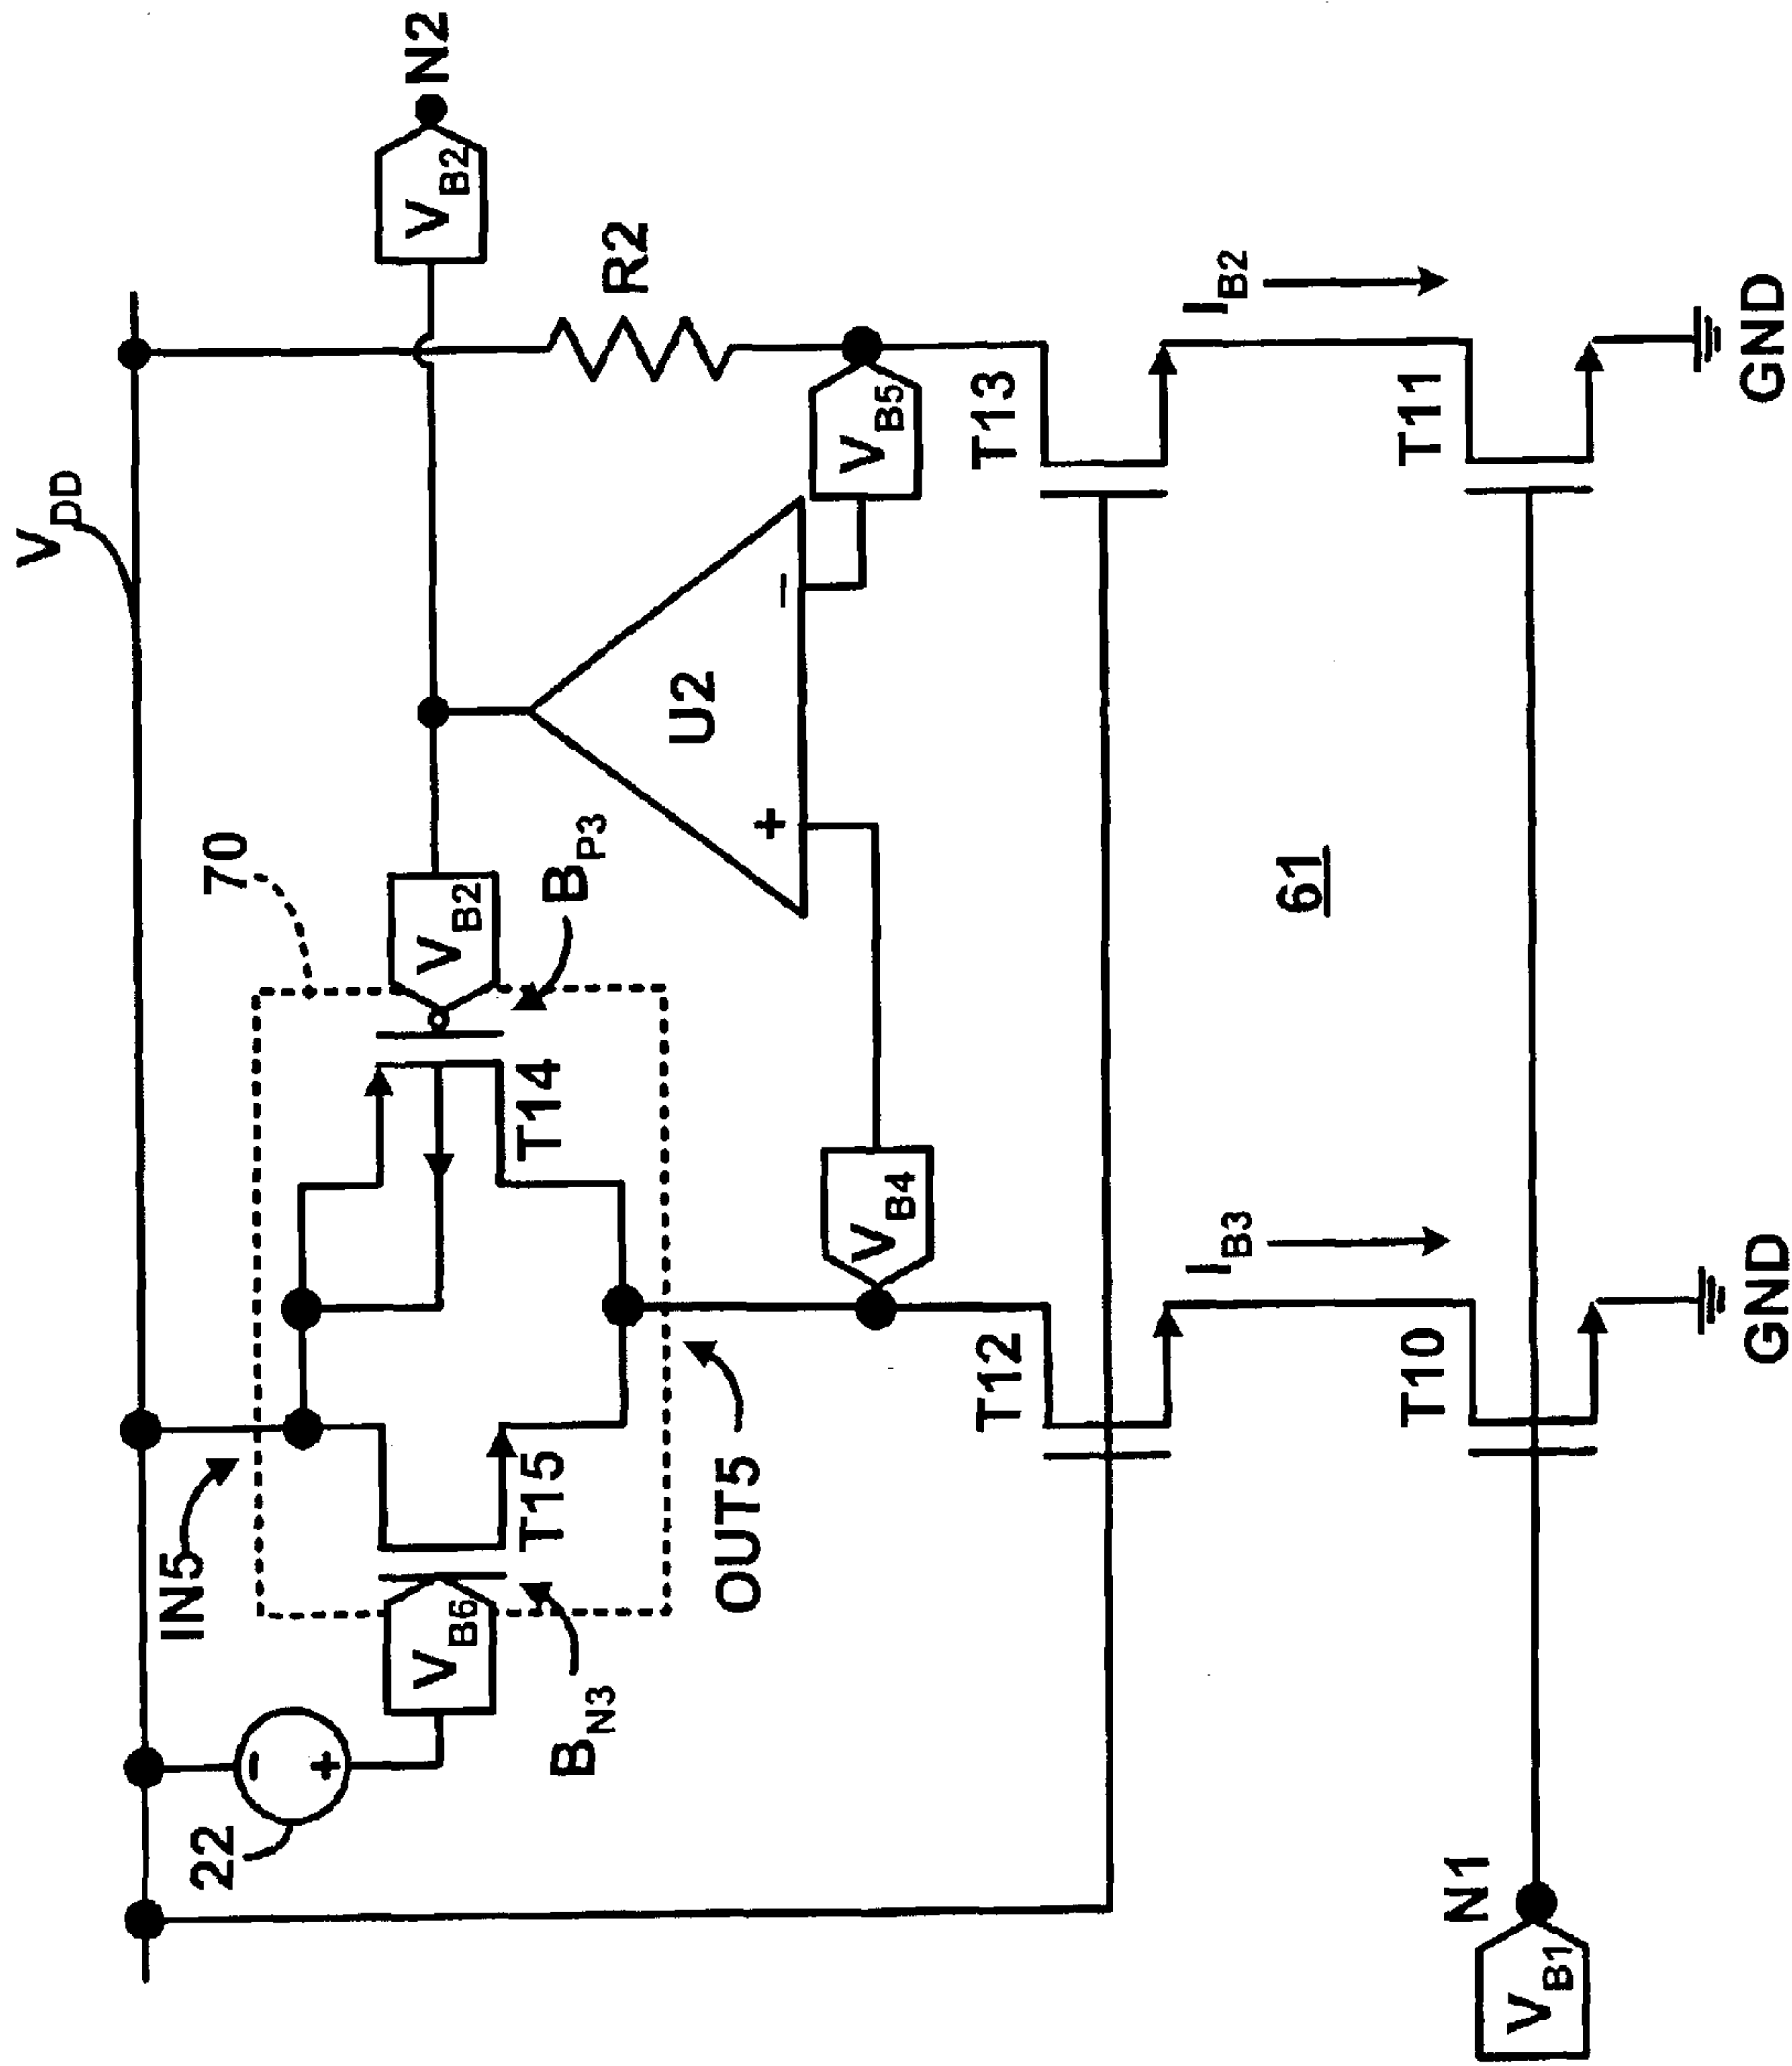 V_DD
N2
V_B2
R2
70
V_B2
B_P3
IN5
T14
T15
V_B6
22
B_N3
OUT5
U2
+
−
V_B5
V_B4
T13
T12
I_B2
I_B3
T11
T10
61
N1
V_B1
GND
GND
-
+